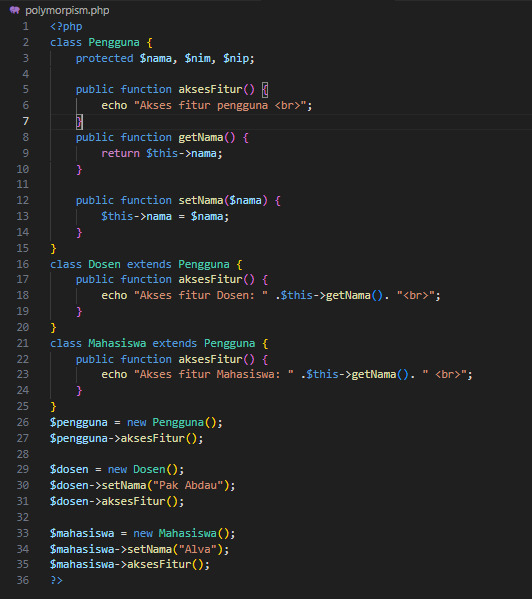 polymorpism.php
1 <?php
2 class Pengguna {
3     protected $nama, $nim, $nip;
4
5     public function aksesFitur() {
6         echo "Akses fitur pengguna <br>";
7     }
8     public function getNama() {
9         return $this->nama;
10     }
11
12     public function setNama($nama) {
13         $this->nama = $nama;
14     }
15 }
16 class Dosen extends Pengguna {
17     public function aksesFitur() {
18         echo "Akses fitur Dosen: " .$this->getNama(). "<br>";
19     }
20 }
21 class Mahasiswa extends Pengguna {
22     public function aksesFitur() {
23         echo "Akses fitur Mahasiswa: " .$this->getNama(). " <br>";
24     }
25 }
26 $pengguna = new Pengguna();
27 $pengguna->aksesFitur();
28
29 $dosen = new Dosen();
30 $dosen->setNama("Pak Abdau");
31 $dosen->aksesFitur();
32
33 $mahasiswa = new Mahasiswa();
34 $mahasiswa->setNama("Alva");
35 $mahasiswa->aksesFitur();
36 ?>